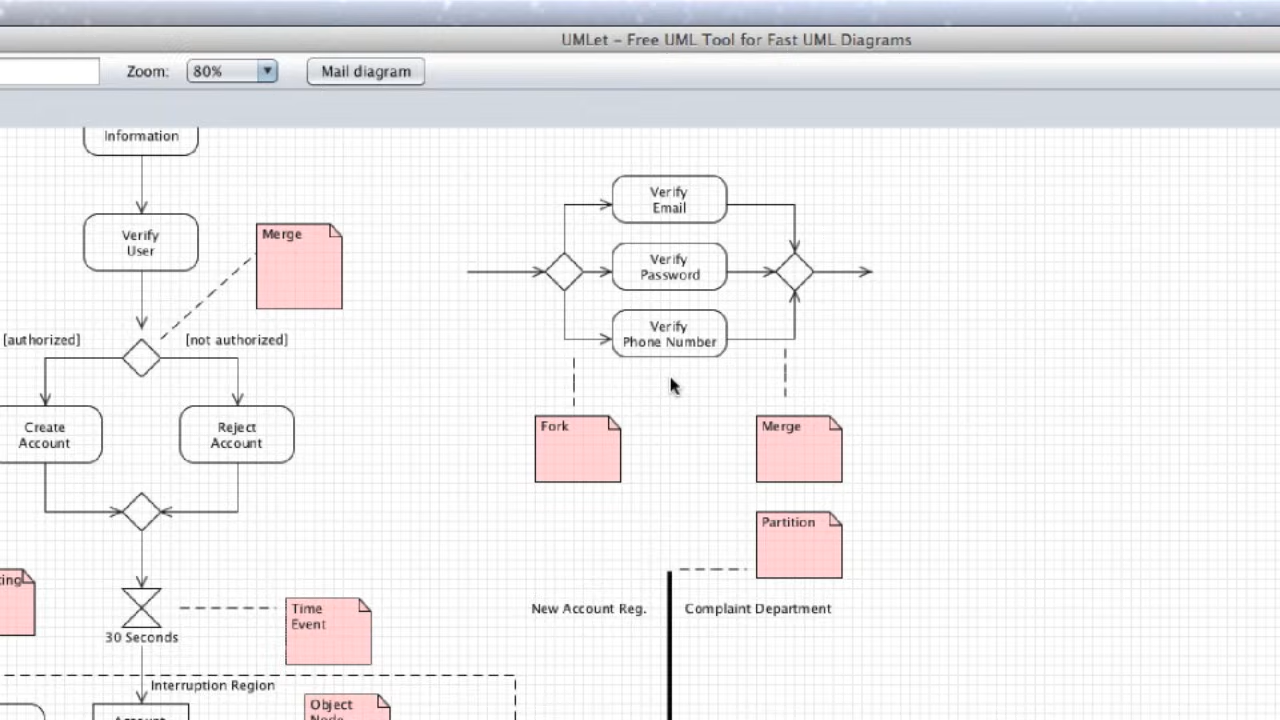 UMLet – Free UML Tool for Fast UML Diagrams
Zoom:
80%
Mail diagram
Information
Verify
User
Merge
[authorized]
[not authorized]
Create
Account
Reject
Account
30 Seconds
Time
Event
Interruption Region
Account
Object
Node
Verify
Email
Verify
Password
Verify
Phone Number
Fork
Merge
Partition
New Account Reg.
Complaint Department